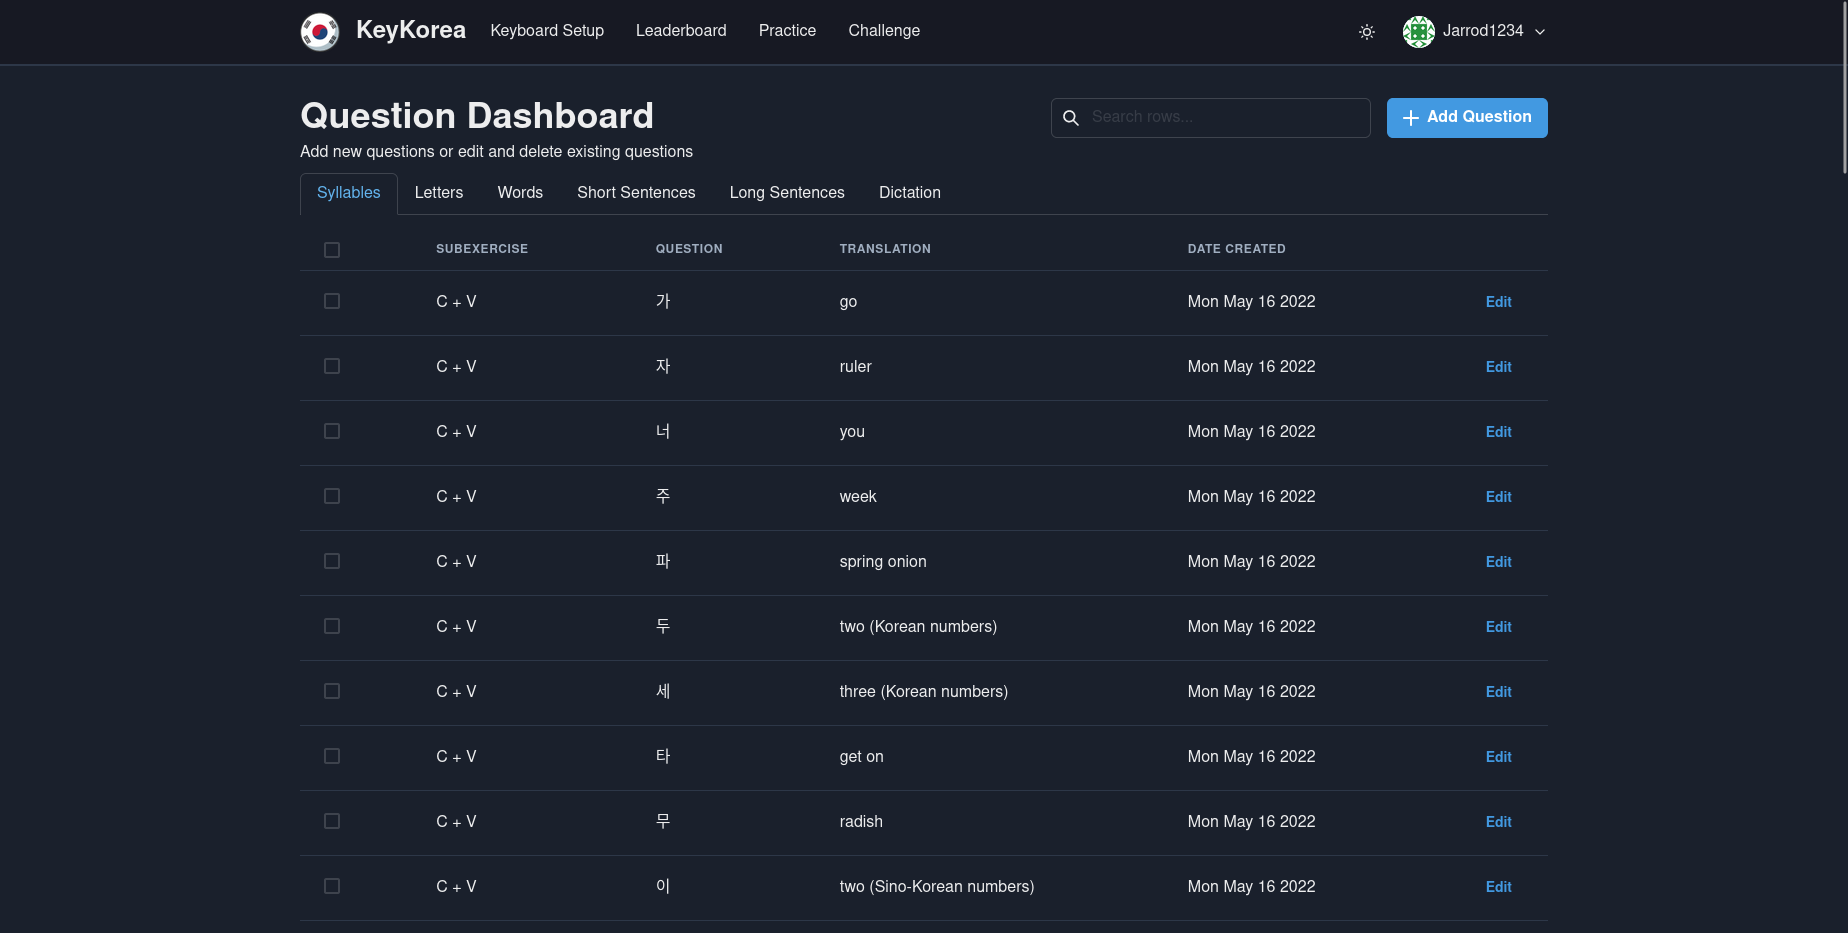 KeyKorea Keyboard Setup Leaderboard Practice Challenge Jarrod1234
Question Dashboard
Search rows...
Add Question
Add new questions or edit and delete existing questions
Syllables Letters Words Short Sentences Long Sentences Dictation
SUBEXERCISE QUESTION TRANSLATION DATE CREATED
C + V 가 go Mon May 16 2022 Edit
C + V 자 ruler Mon May 16 2022 Edit
C + V 너 you Mon May 16 2022 Edit
C + V 주 week Mon May 16 2022 Edit
C + V 파 spring onion Mon May 16 2022 Edit
C + V 두 two (Korean numbers) Mon May 16 2022 Edit
C + V 세 three (Korean numbers) Mon May 16 2022 Edit
C + V 타 get on Mon May 16 2022 Edit
C + V 무 radish Mon May 16 2022 Edit
C + V 이 two (Sino-Korean numbers) Mon May 16 2022 Edit